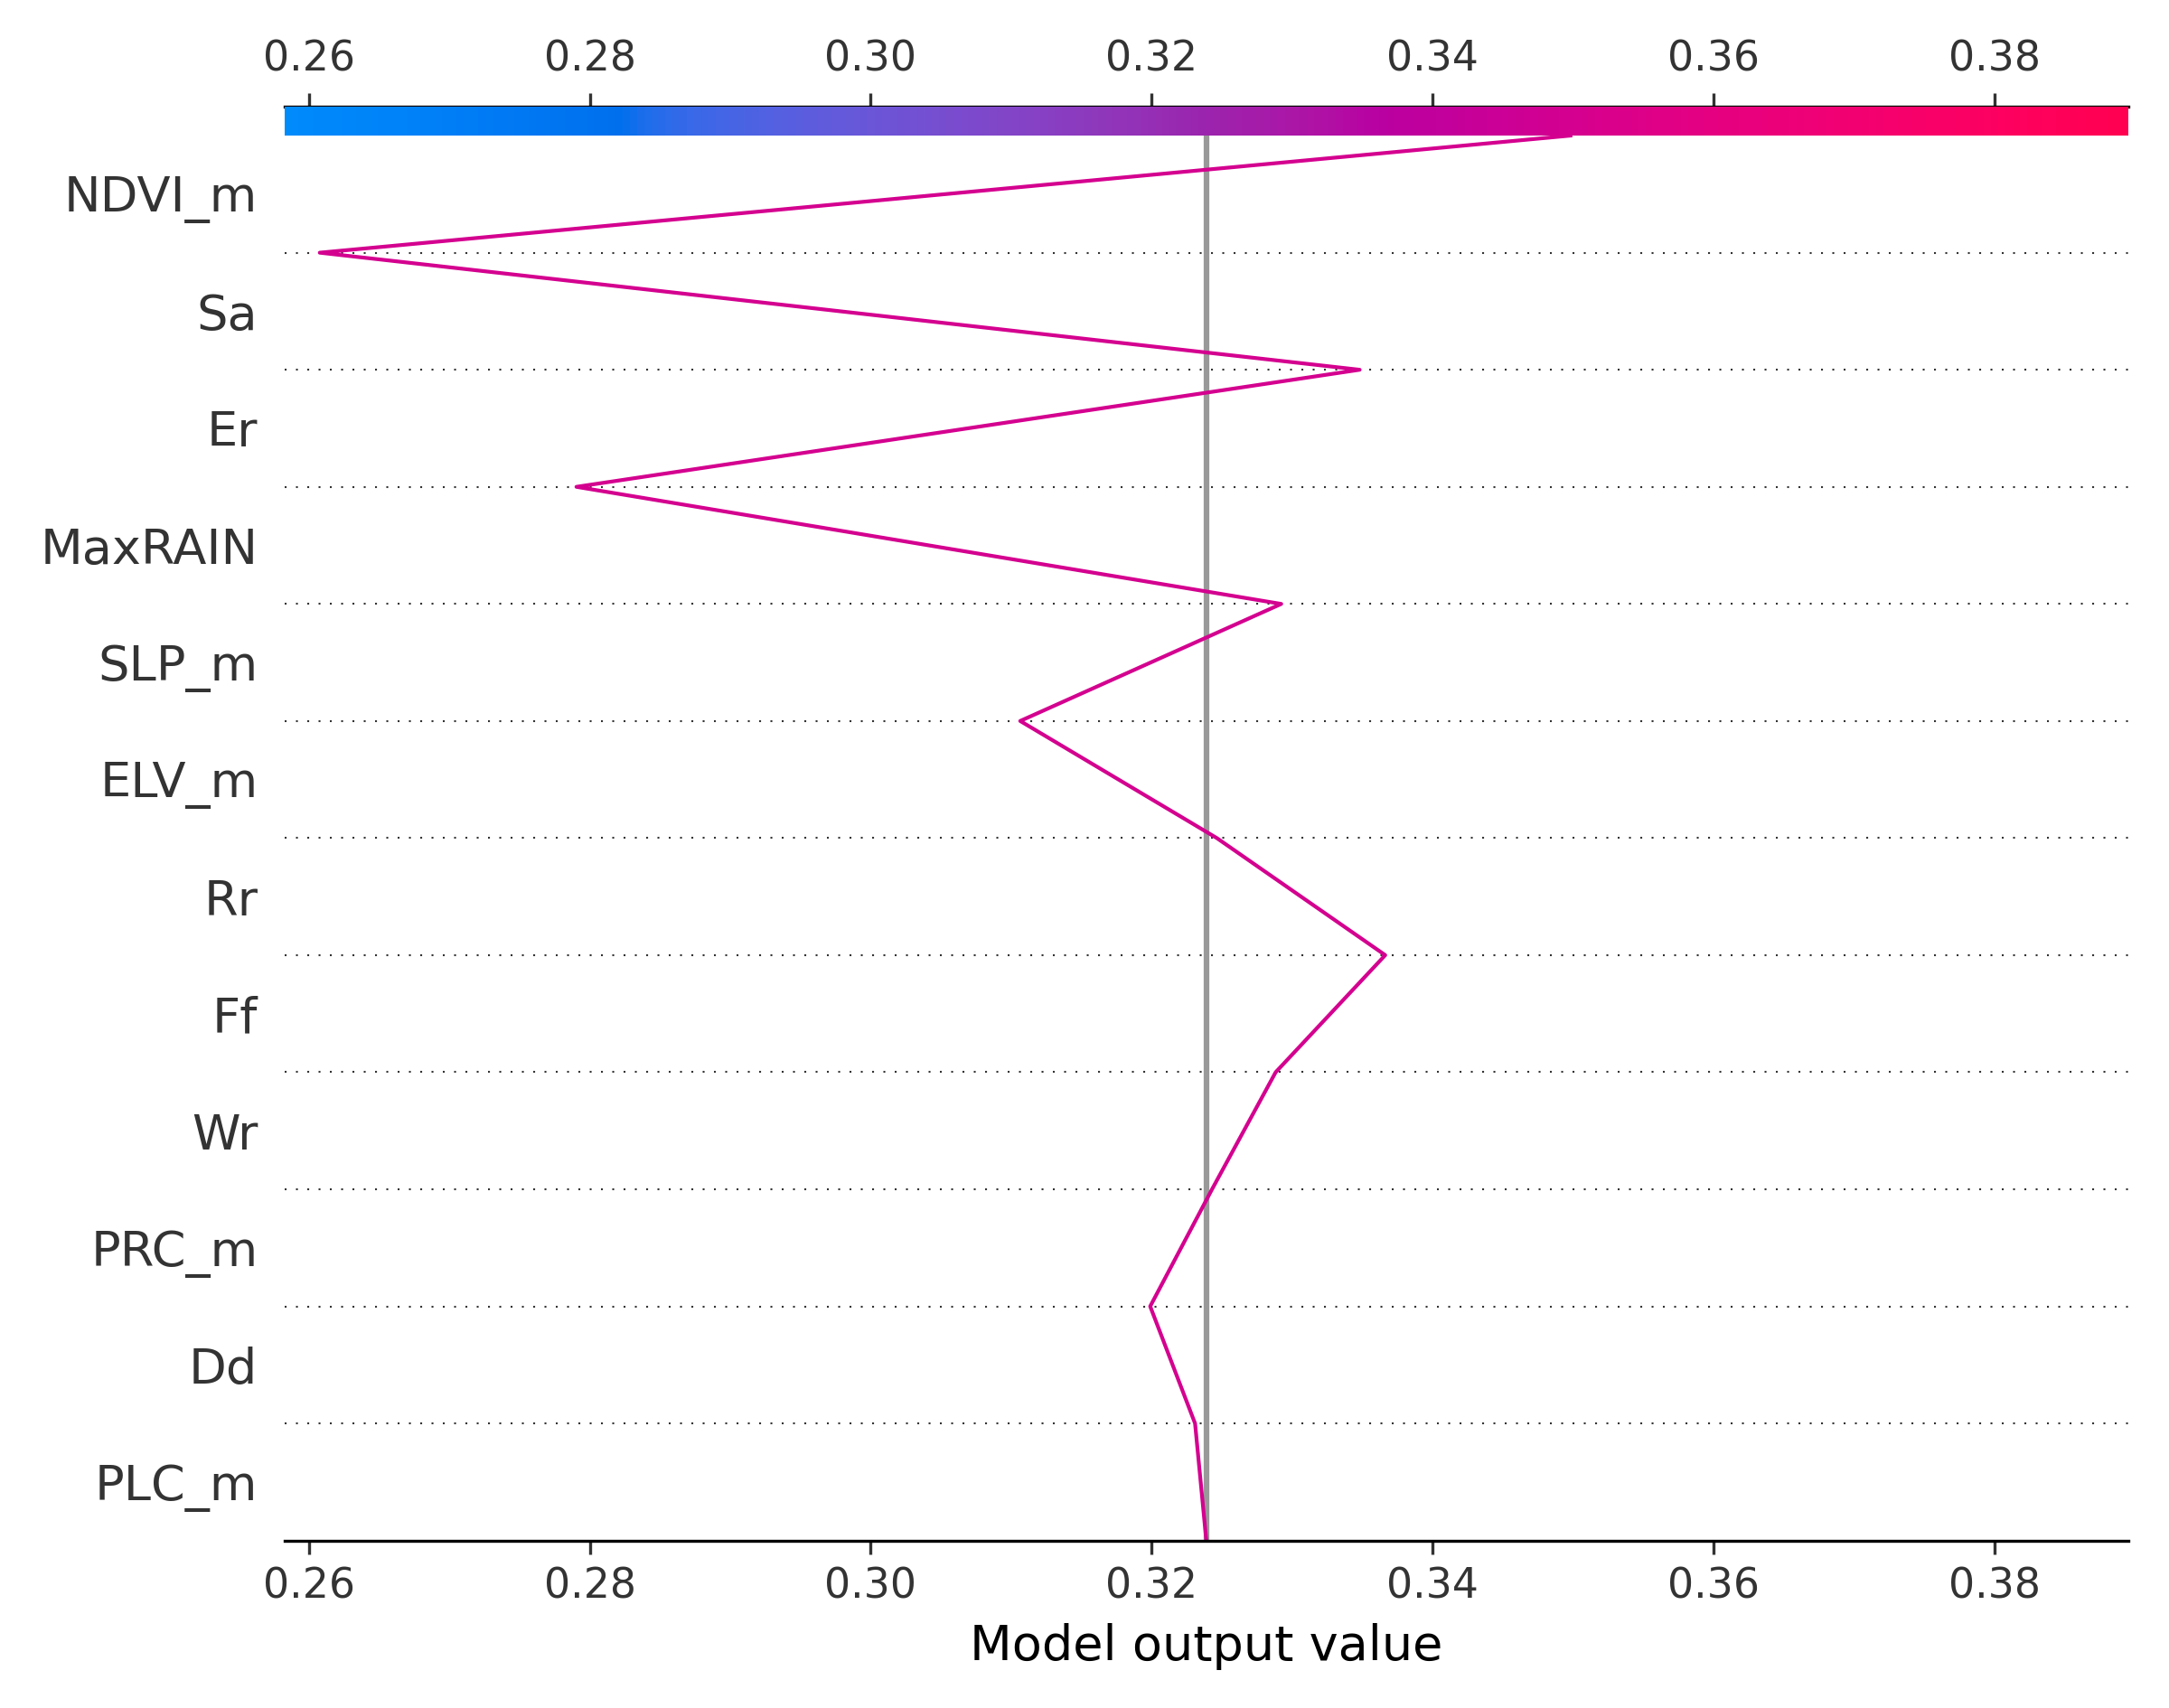 0.26 0.28 0.30 0.32 0.34 0.36 0.38
NDVI_m
Sa
Er
MaxRAIN
SLP_m
ELV_m
Rr
Ff
Wr
PRC_m
Dd
PLC_m
0.26 0.28 0.30 0.32 0.34 0.36 0.38
Model output value